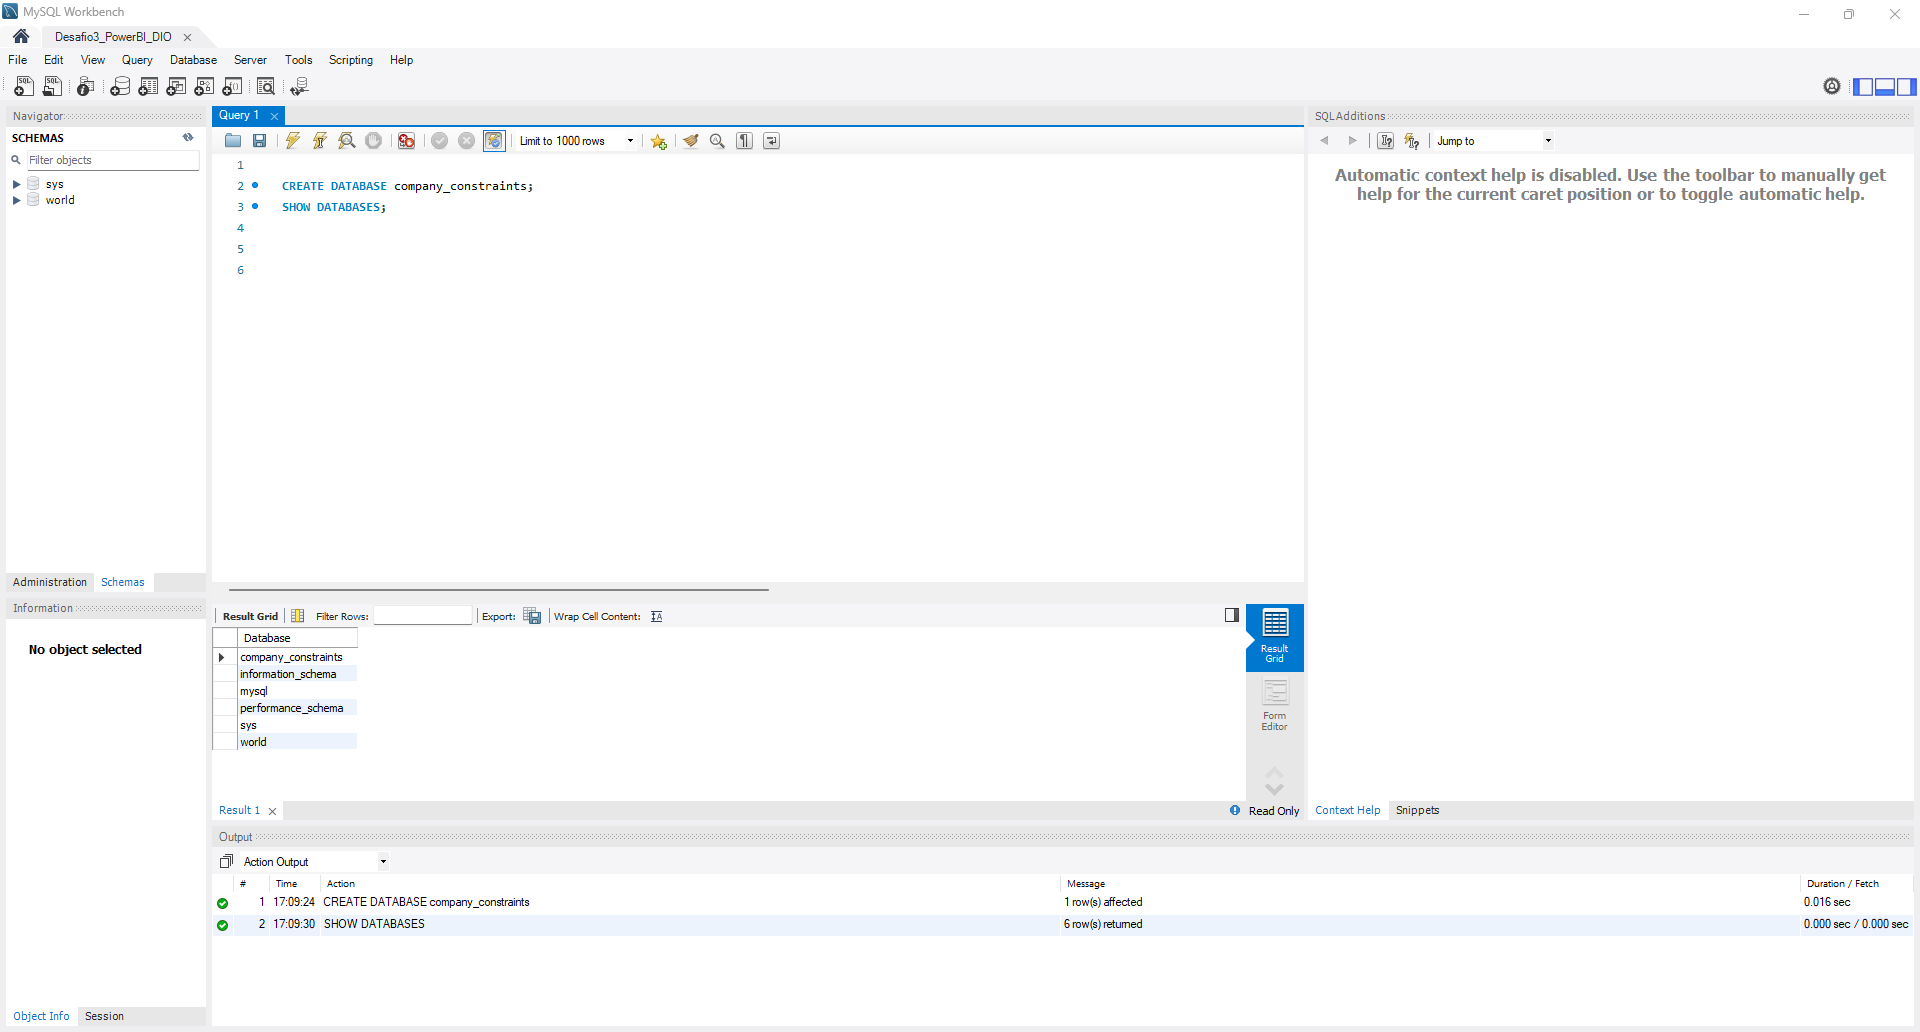 MySQL Workbench
Desafio3_PowerBI_DIO
File Edit View Query Database Server Tools Scripting Help
Navigator
SCHEMAS
Filter objects
sys
world
Administration Schemas
Information
No object selected
Object Info Session
Query 1
Limit to 1000 rows
1
2 CREATE DATABASE company_constraints;
3 SHOW DATABASES;
4
5
6
Result Grid Filter Rows: Export: Wrap Cell Content:
Database
company_constraints
information_schema
mysql
performance_schema
sys
world
Result
Grid
Form
Editor
Result 1 Read Only
SQLAdditions
Jump to
Automatic context help is disabled. Use the toolbar to manually get
help for the current caret position or to toggle automatic help.
Context Help Snippets
Output
Action Output
# Time Action Message Duration / Fetch
1 17:09:24 CREATE DATABASE company_constraints 1 row(s) affected 0.016 sec
2 17:09:30 SHOW DATABASES 6 row(s) returned 0.000 sec / 0.000 sec